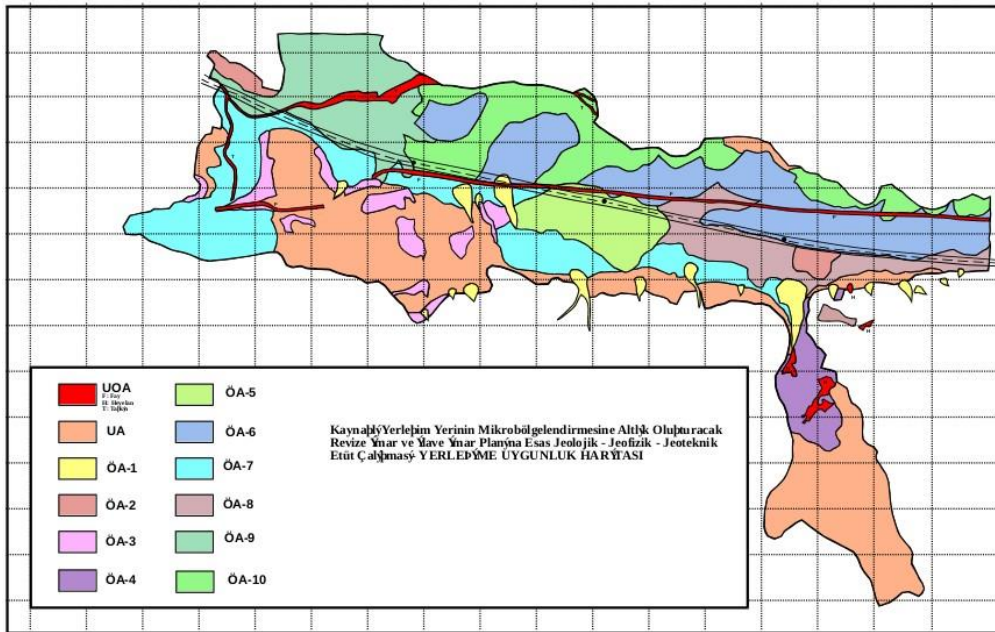 UOA
F: Fay
H: Heyelan
T: Taşkın
UA
ÖA-1
ÖA-2
ÖA-3
ÖA-4
ÖA-5
ÖA-6
ÖA-7
ÖA-8
ÖA-9
ÖA-10
KaynaþlýYerleþim Yerinin Mikrobölgelendirmesine Altlýk Oluþturacak
Revize Ýmar ve Ýlave Ýmar Planýna Esas Jeolojik - Jeofizik - Jeoteknik
Etüt Çalýþmasý- YERLEÞÝME UYGUNLUK HARÝTASI